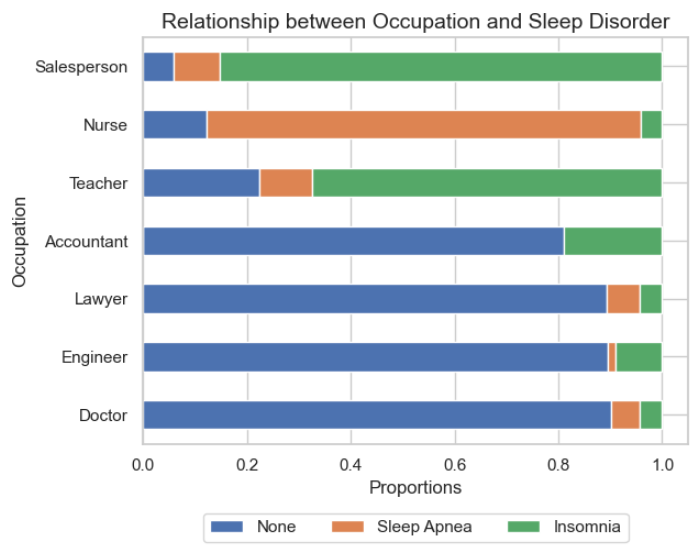 Relationship between Occupation and Sleep Disorder
Occupation
Salesperson
Nurse
Teacher
Accountant
Lawyer
Engineer
Doctor
0.0 0.2 0.4 0.6 0.8 1.0
Proportions
None Sleep Apnea Insomnia